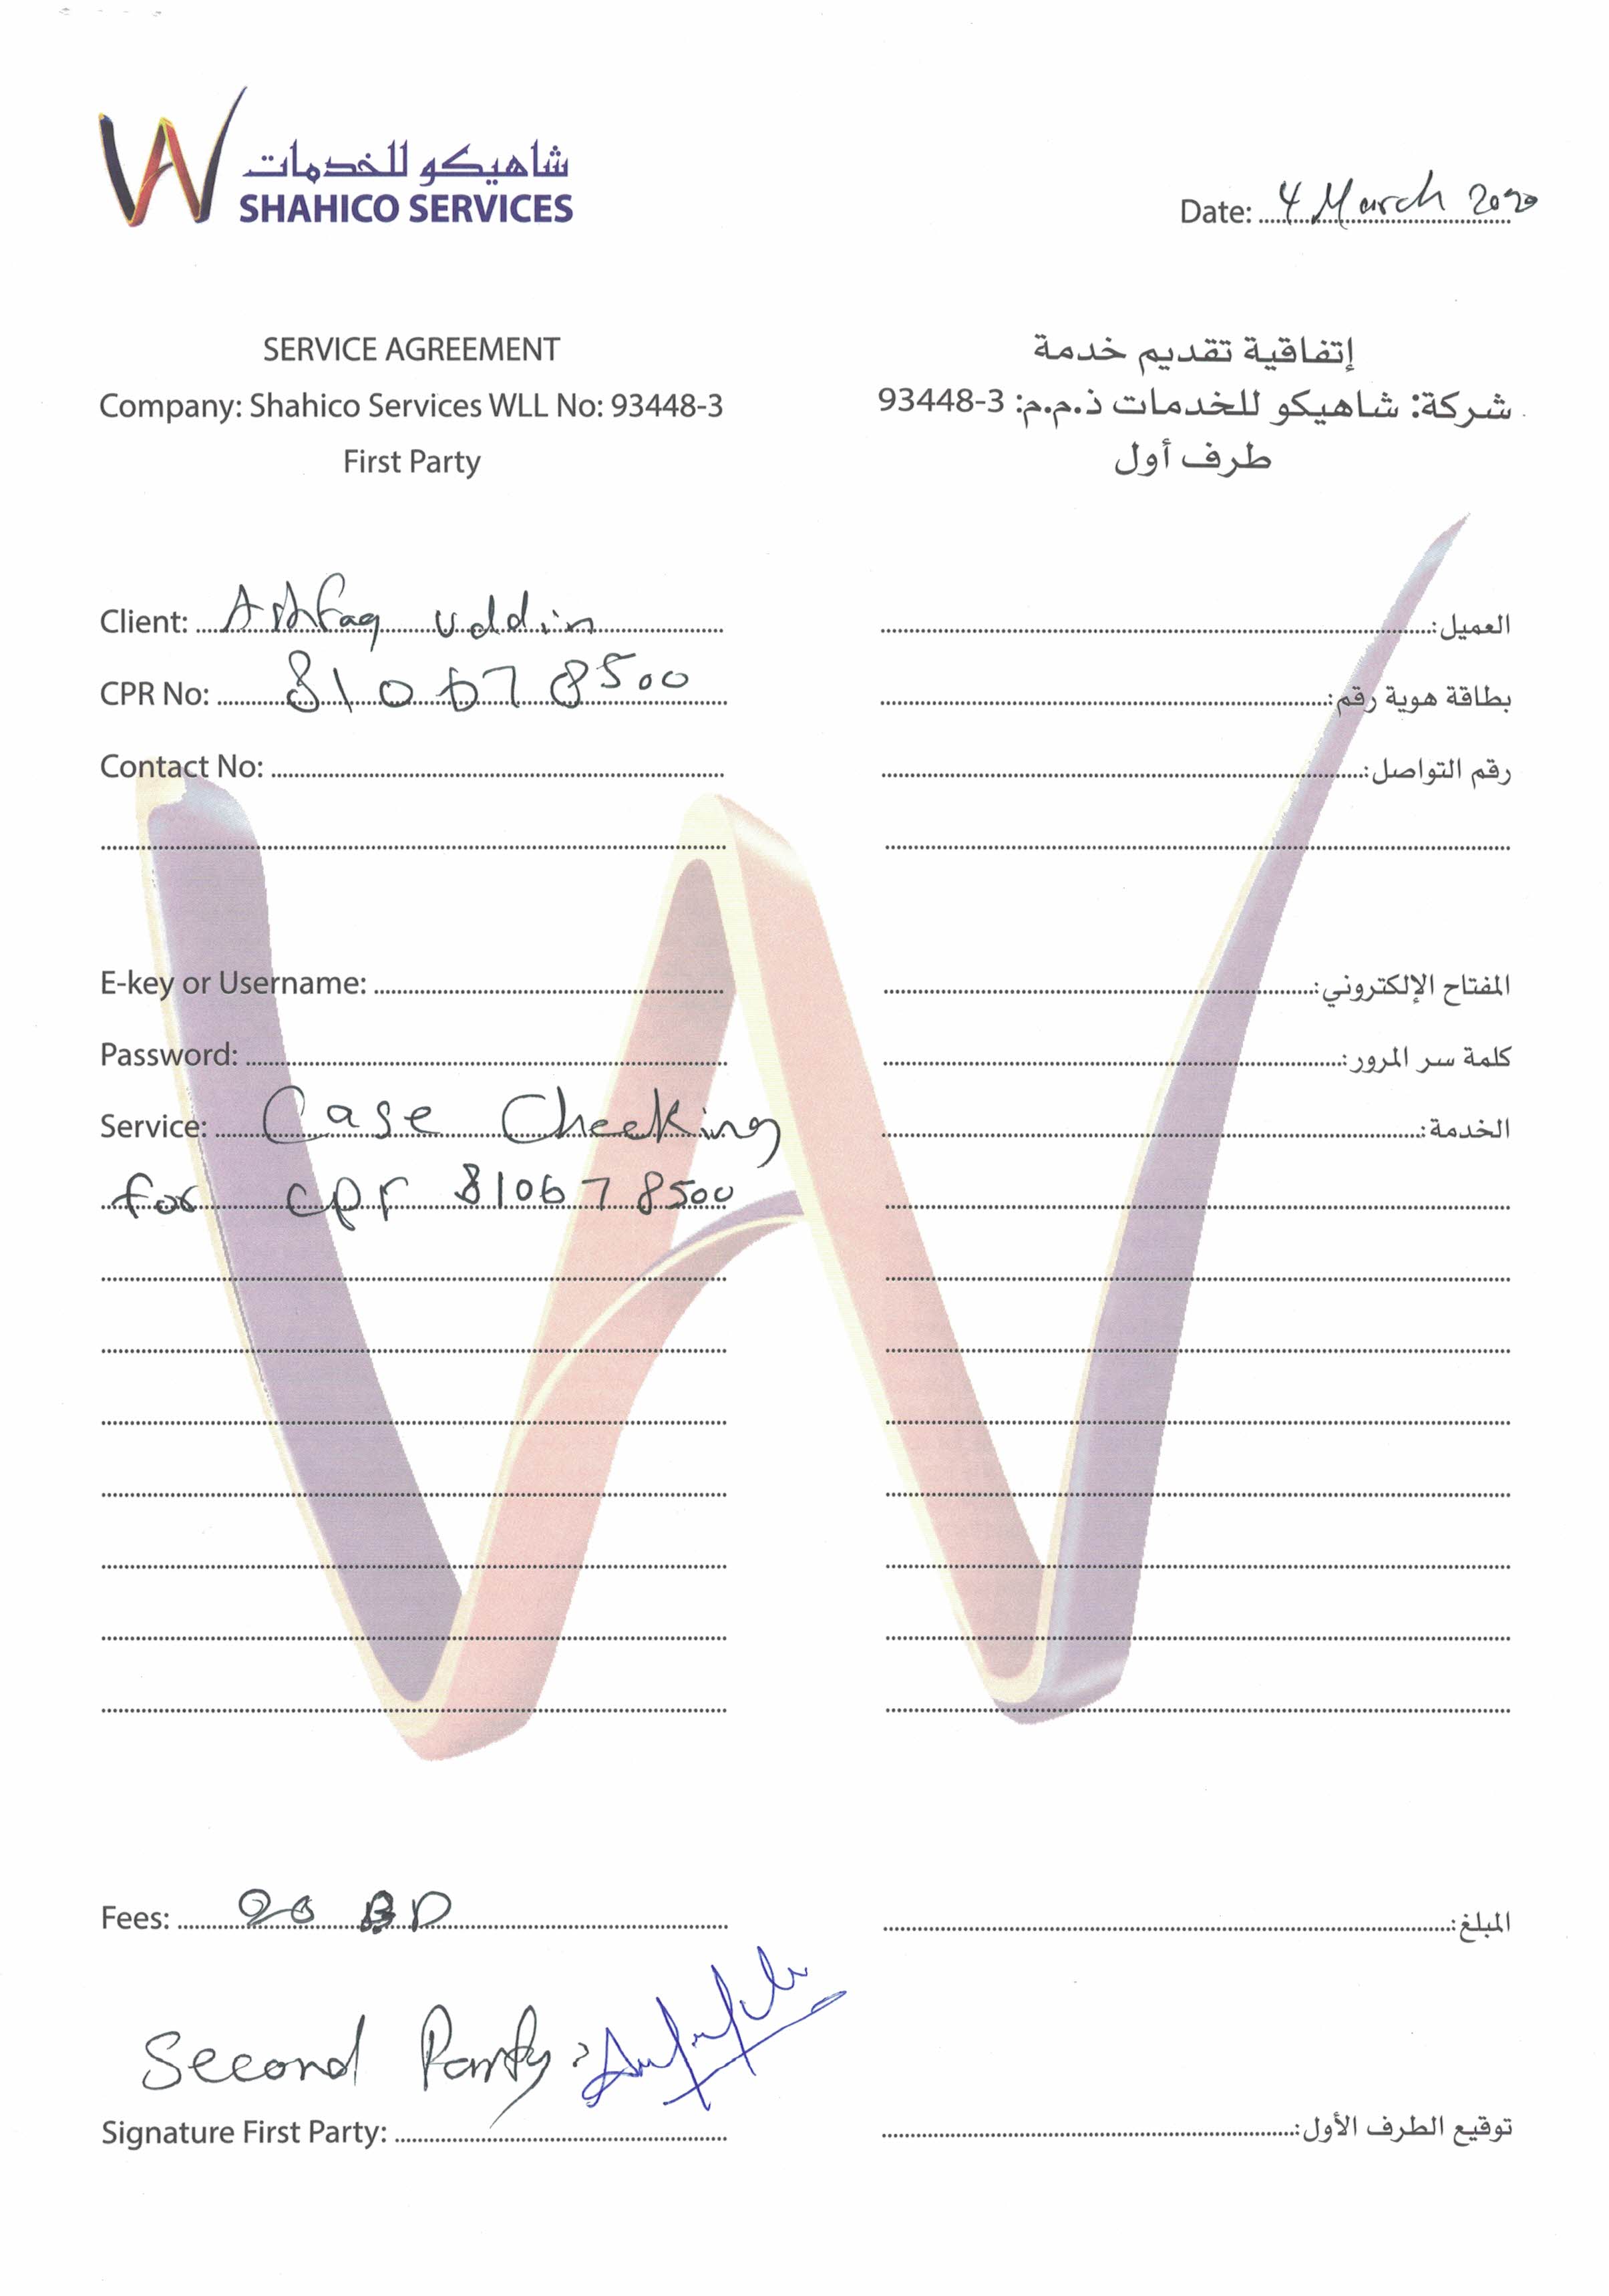 شاهيكو للخدمات
SHAHICO SERVICES
Date: 4 March 2020
SERVICE AGREEMENT
Company: Shahico Services WLL No: 93448-3
First Party
إتفاقية تقديم خدمة
شركة: شاهيكو للخدمات ذ.م.م: 93448-3
طرف أول
Client: Ashfaq Uddin
العميل:
CPR No: 810678500
بطاقة هوية رقم:
Contact No:
رقم التواصل:
E-key or Username:
المفتاح الإلكتروني:
Password:
كلمة سر المرور:
Service: Case Checking
الخدمة:
for cpr 810678500
Fees: 20 BD
المبلغ:
Second Party:
Signature First Party:
توقيع الطرف الأول: